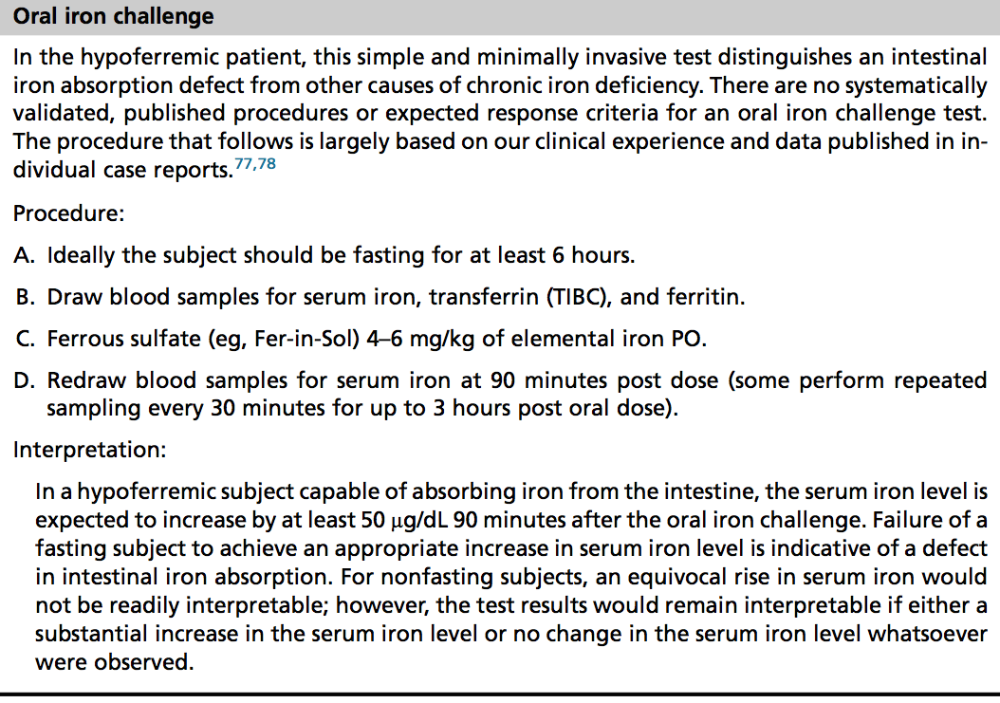 Oral iron challenge
In the hypoferremic patient, this simple and minimally invasive test distinguishes an intestinal
iron absorption defect from other causes of chronic iron deficiency. There are no systematically
validated, published procedures or expected response criteria for an oral iron challenge test.
The procedure that follows is largely based on our clinical experience and data published in in-
dividual case reports.77,78
Procedure:
A. Ideally the subject should be fasting for at least 6 hours.
B. Draw blood samples for serum iron, transferrin (TIBC), and ferritin.
C. Ferrous sulfate (eg, Fer-in-Sol) 4–6 mg/kg of elemental iron PO.
D. Redraw blood samples for serum iron at 90 minutes post dose (some perform repeated
sampling every 30 minutes for up to 3 hours post oral dose).
Interpretation:
In a hypoferremic subject capable of absorbing iron from the intestine, the serum iron level is
expected to increase by at least 50 μg/dL 90 minutes after the oral iron challenge. Failure of a
fasting subject to achieve an appropriate increase in serum iron level is indicative of a defect
in intestinal iron absorption. For nonfasting subjects, an equivocal rise in serum iron would
not be readily interpretable; however, the test results would remain interpretable if either a
substantial increase in the serum iron level or no change in the serum iron level whatsoever
were observed.